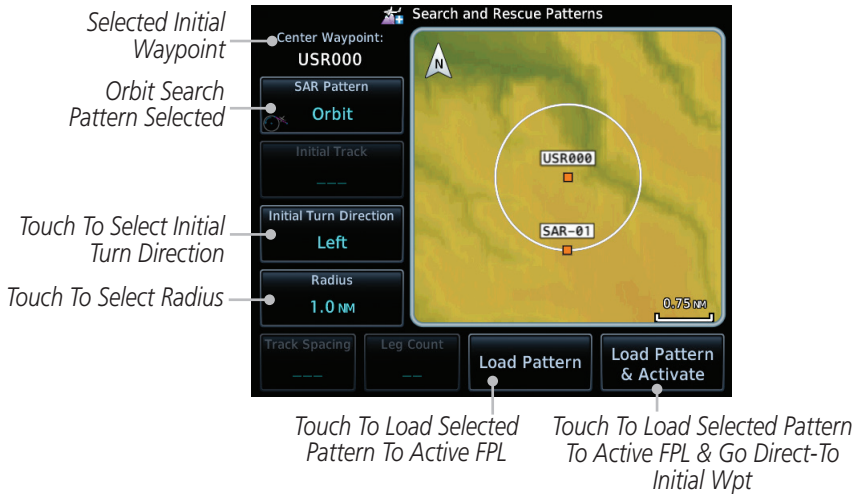 Search and Rescue Patterns
Selected Initial
Waypoint
Center Waypoint:
USR000
Orbit Search
Pattern Selected
SAR Pattern
Orbit
Initial Track
___
Touch To Select Initial
Turn Direction
Initial Turn Direction
Left
Touch To Select Radius
Radius
1.0 NM
N
USR000
SAR-01
0.75 NM
Track Spacing
___
Leg Count
__
Load Pattern
Load Pattern
& Activate
Touch To Load Selected
Pattern To Active FPL
Touch To Load Selected Pattern
To Active FPL & Go Direct-To
Initial Wpt